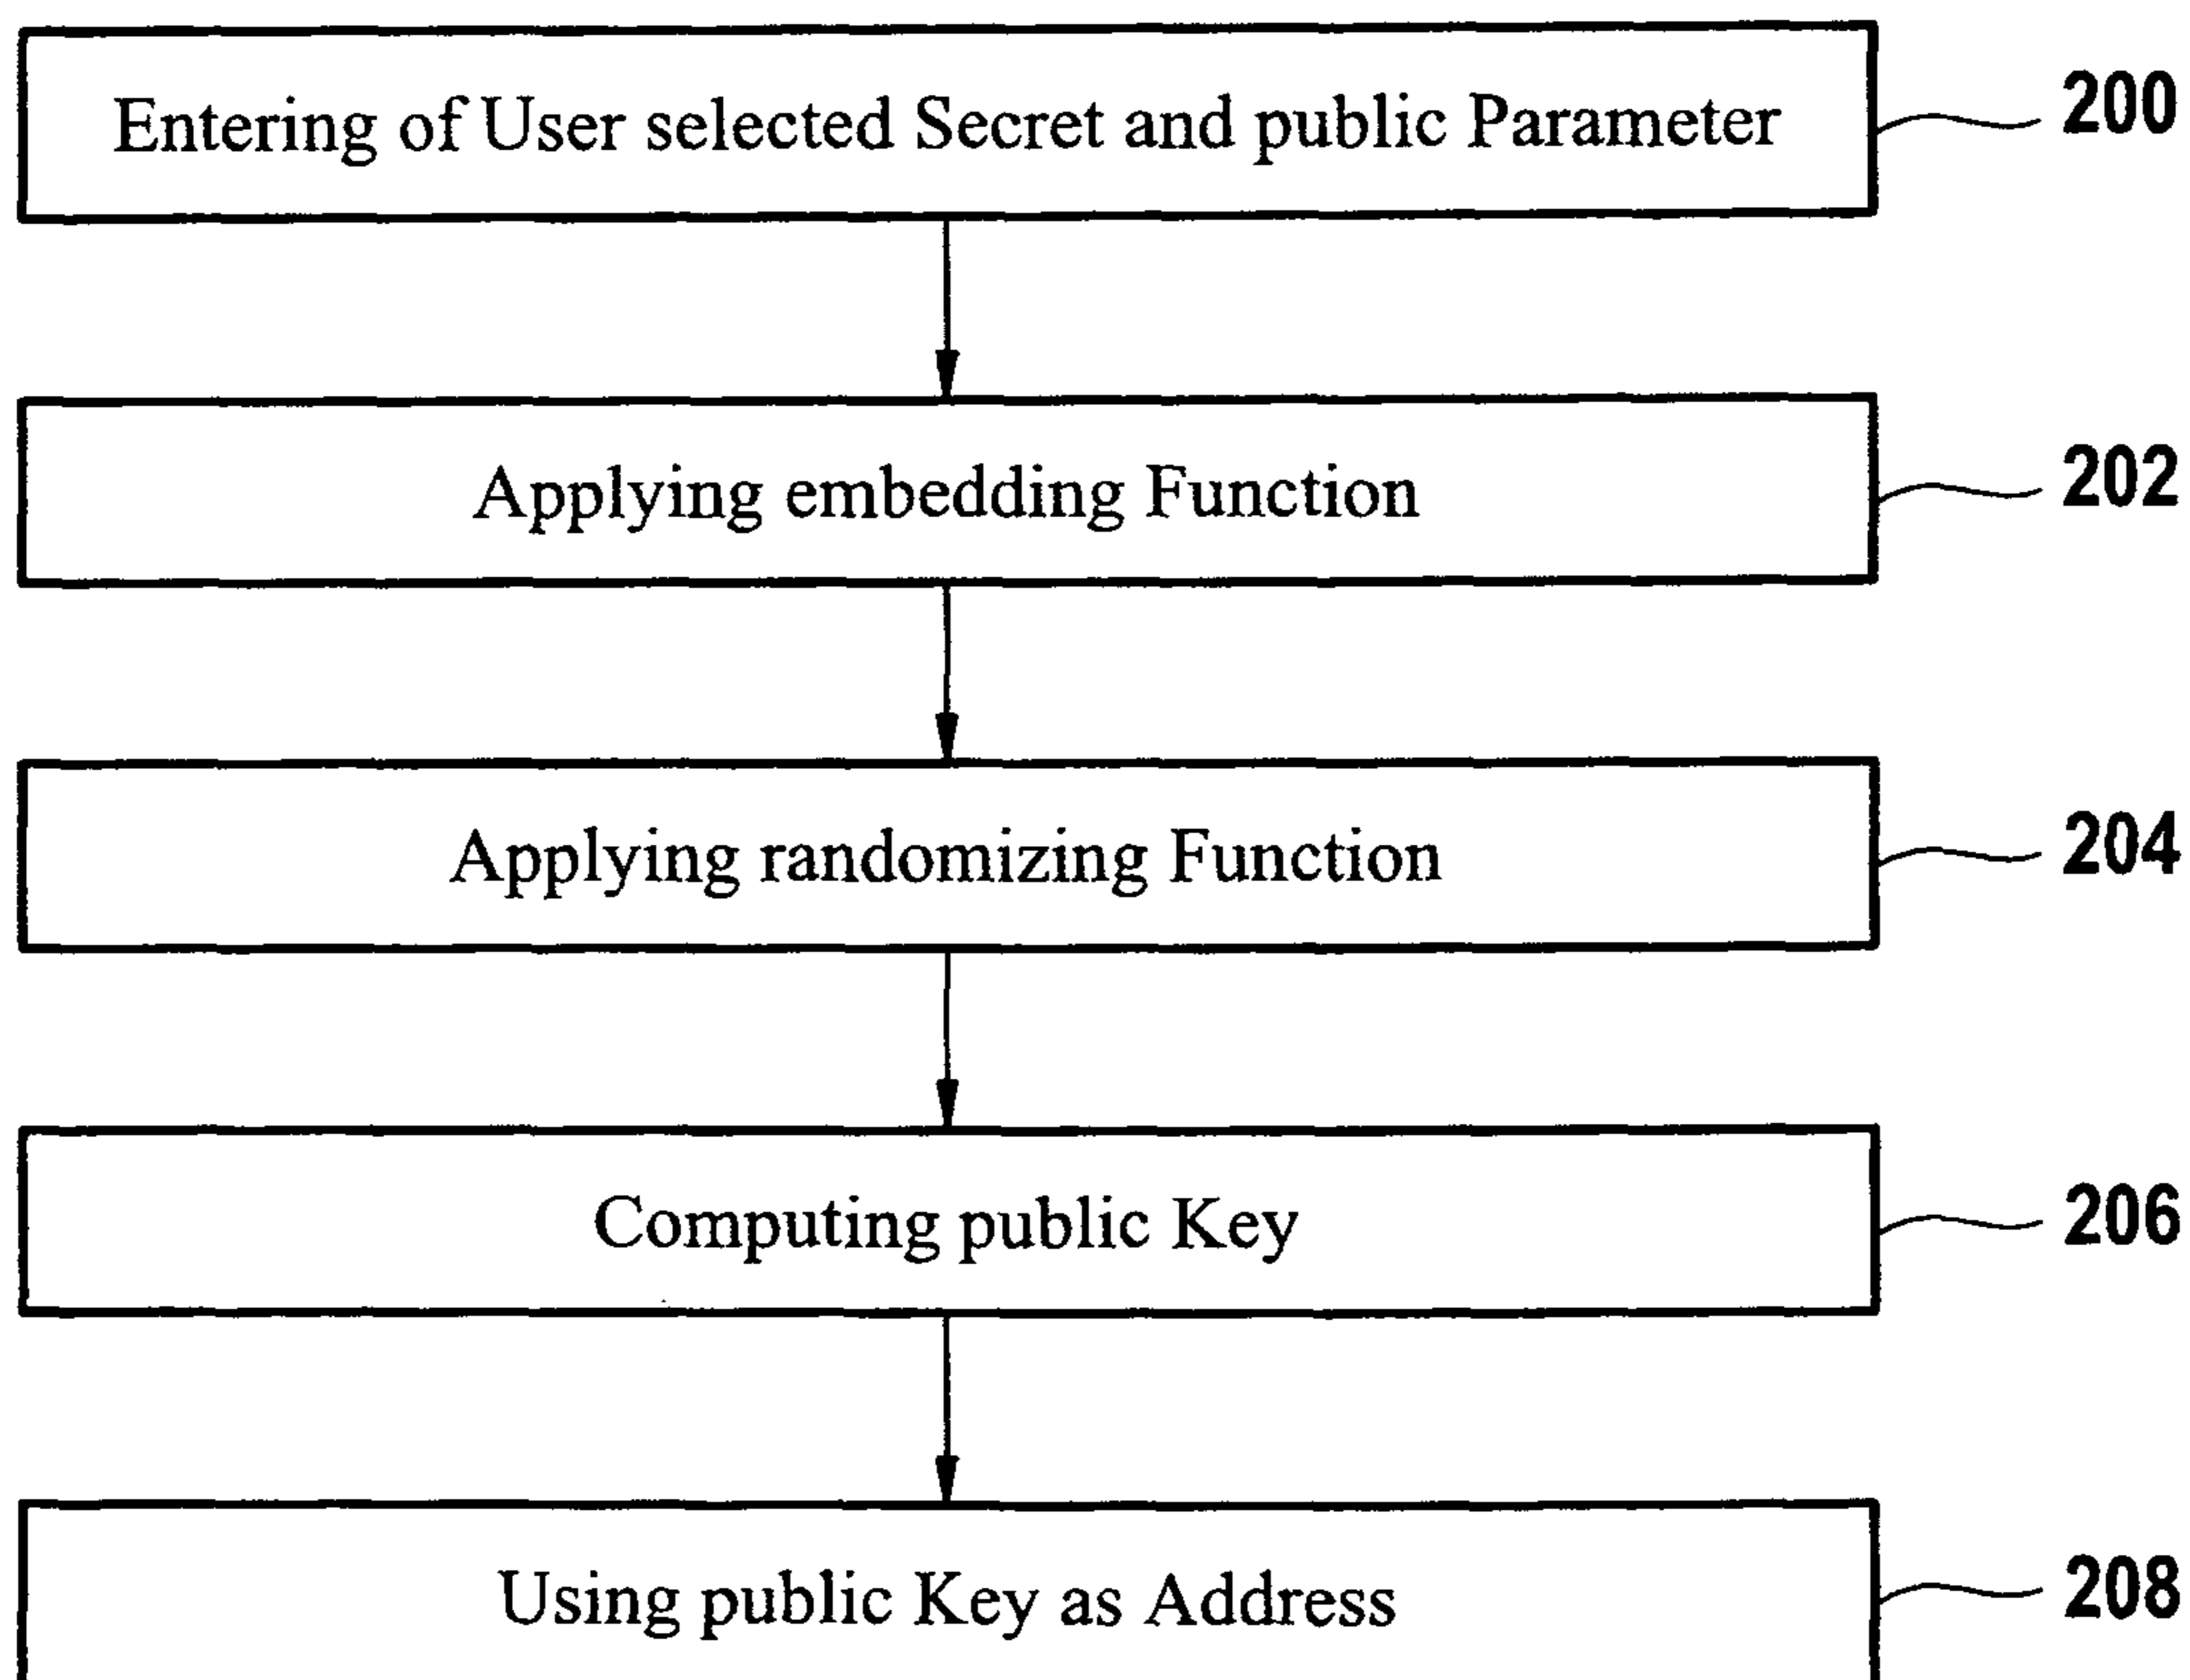 Entering of User selected Secret and public Parameter 200
Applying embedding Function 202
Applying randomizing Function 204
Computing public Key 206
Using public Key as Address 208